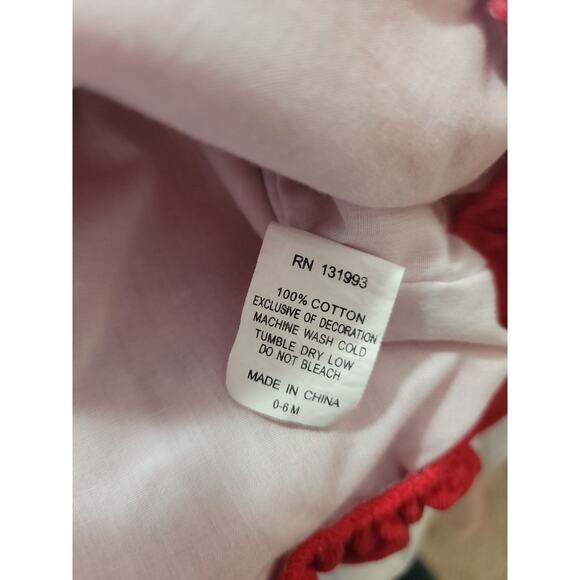 RN 131993
100% COTTON
EXCLUSIVE OF DECORATION
MACHINE WASH COLD
TUMBLE DRY LOW
DO NOT BLEACH
MADE IN CHINA
0-6 M